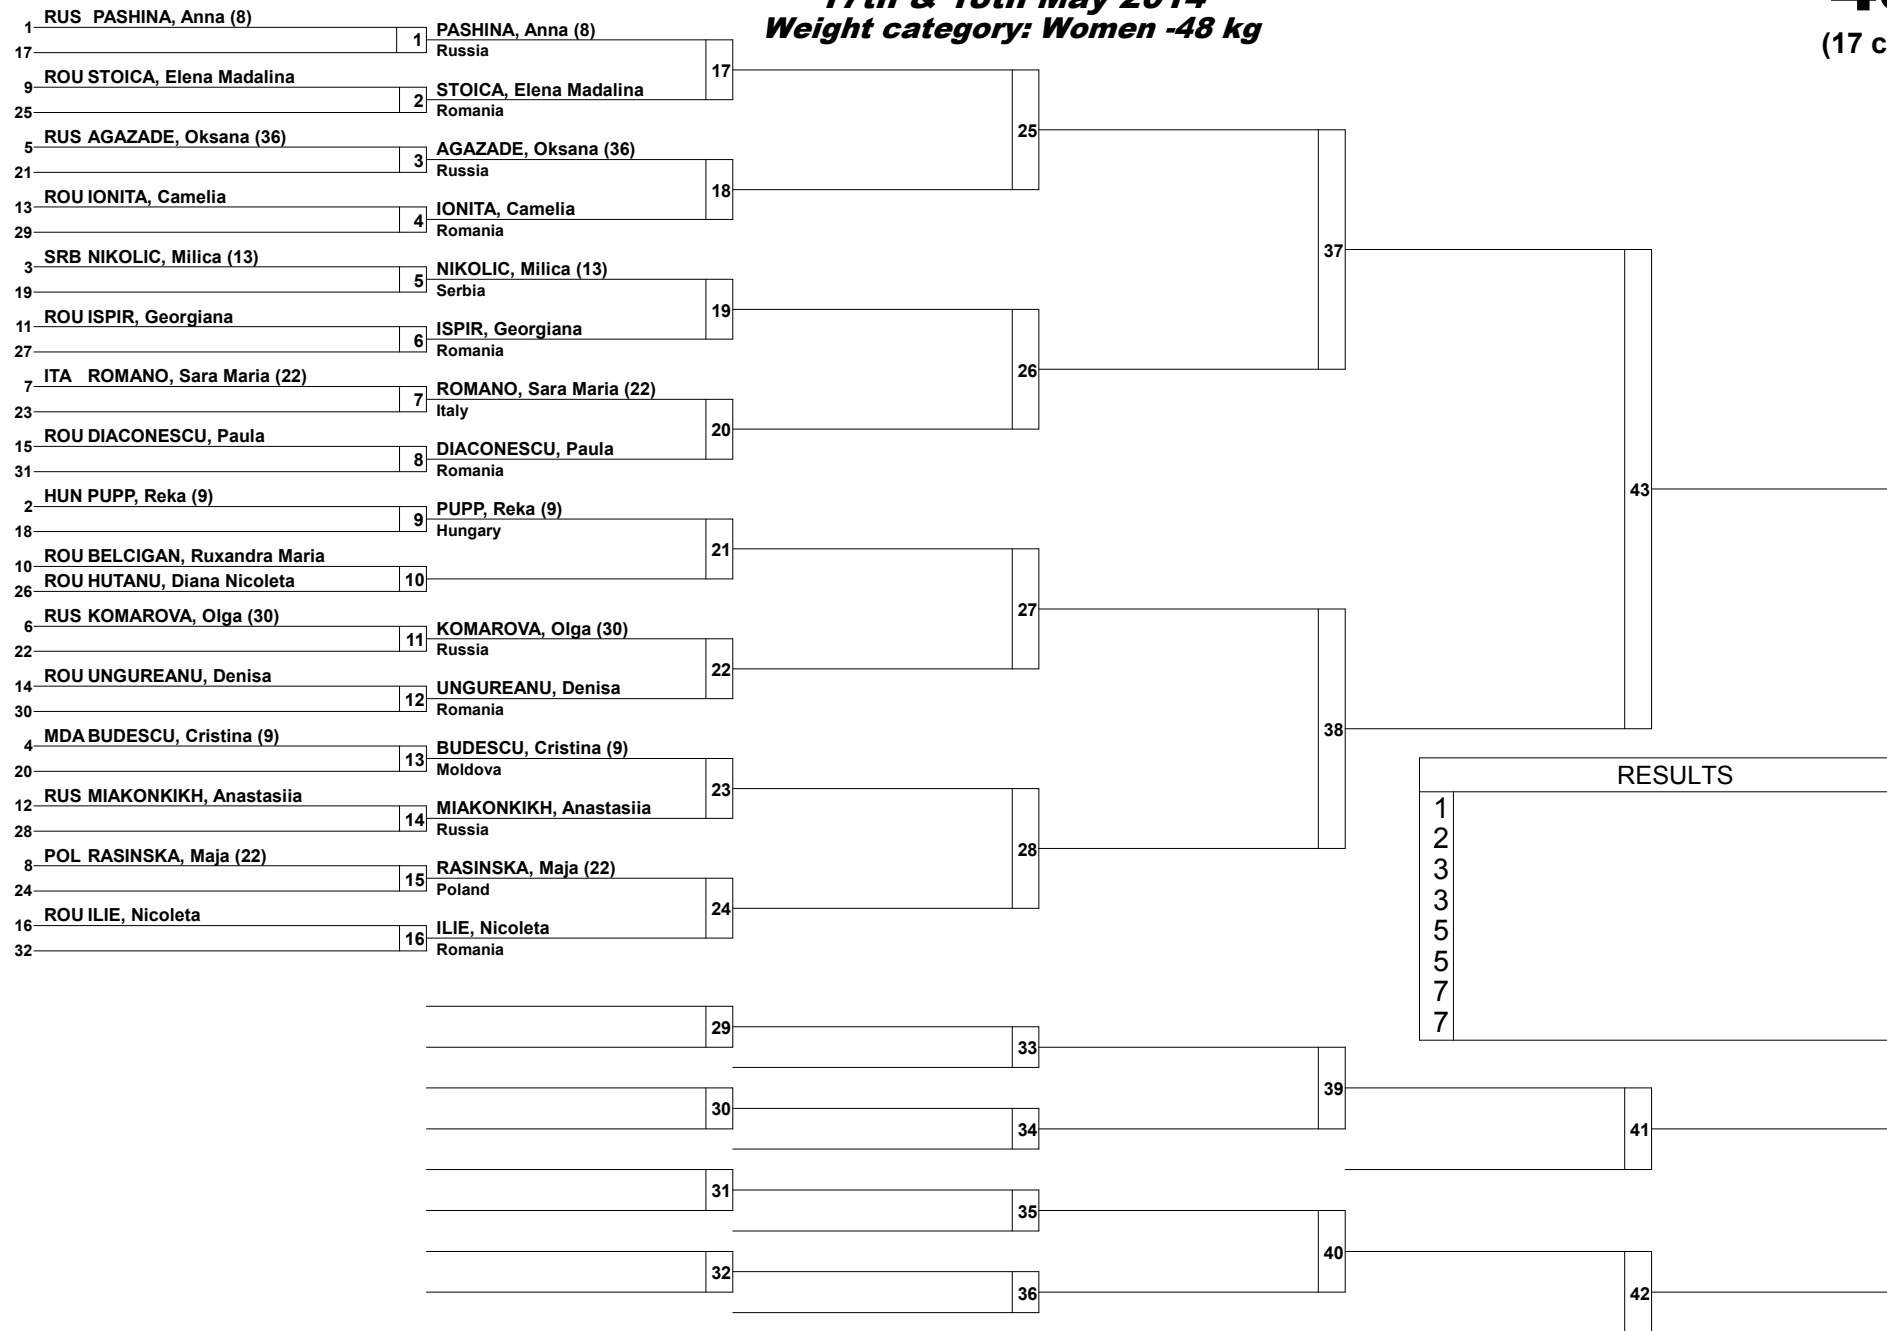 17th & 18th May 2014
Weight category: Women -48 kg
(17 c
1 RUS PASHINA, Anna (8)
17
1 PASHINA, Anna (8)
Russia
9 ROU STOICA, Elena Madalina
25
2 STOICA, Elena Madalina
Romania
17
5 RUS AGAZADE, Oksana (36)
21
3 AGAZADE, Oksana (36)
Russia
13 ROU IONITA, Camelia
29
4 IONITA, Camelia
Romania
18
25
3 SRB NIKOLIC, Milica (13)
19
5 NIKOLIC, Milica (13)
Serbia
11 ROU ISPIR, Georgiana
27
6 ISPIR, Georgiana
Romania
19
7 ITA ROMANO, Sara Maria (22)
23
7 ROMANO, Sara Maria (22)
Italy
15 ROU DIACONESCU, Paula
31
8 DIACONESCU, Paula
Romania
20
26
37
2 HUN PUPP, Reka (9)
18
9 PUPP, Reka (9)
Hungary
10 ROU BELCIGAN, Ruxandra Maria
26 ROU HUTANU, Diana Nicoleta
10
21
6 RUS KOMAROVA, Olga (30)
22
11 KOMAROVA, Olga (30)
Russia
14 ROU UNGUREANU, Denisa
30
12 UNGUREANU, Denisa
Romania
22
27
4 MDA BUDESCU, Cristina (9)
20
13 BUDESCU, Cristina (9)
Moldova
12 RUS MIAKONKIKH, Anastasiia
28
14 MIAKONKIKH, Anastasiia
Russia
23
8 POL RASINSKA, Maja (22)
24
15 RASINSKA, Maja (22)
Poland
16 ROU ILIE, Nicoleta
32
16 ILIE, Nicoleta
Romania
24
28
38
43
RESULTS
1
2
3
3
5
5
7
7
29
33
30
34
39
41
31
35
32
36
40
42